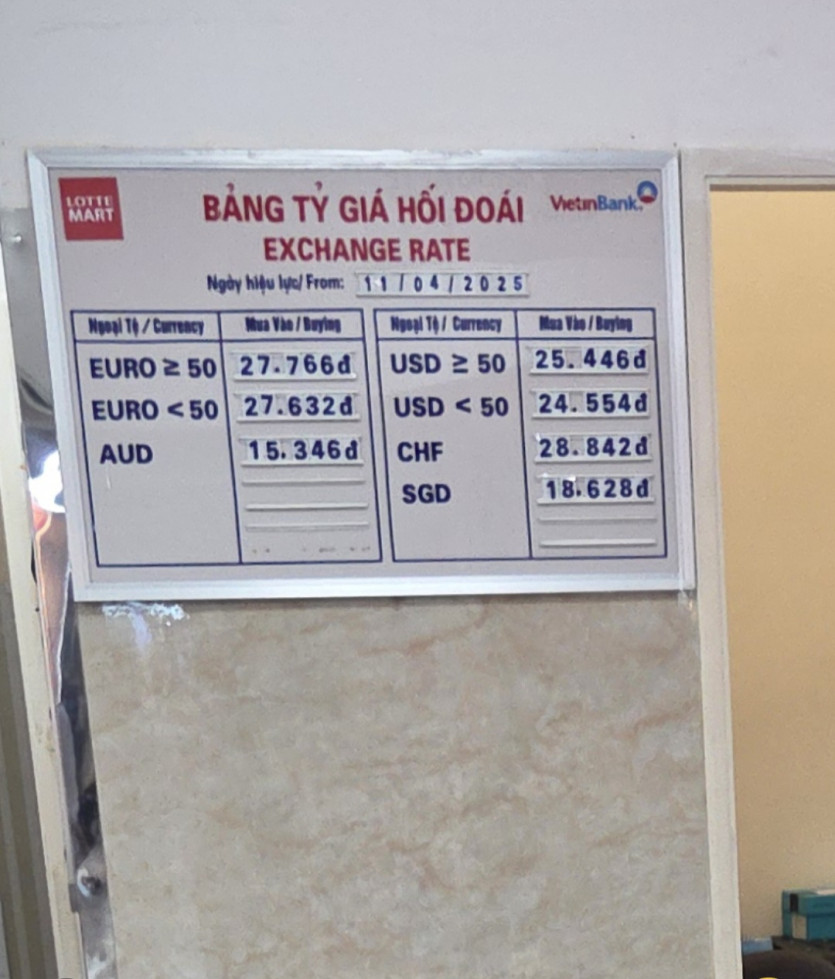 LOTTE
MART
BẢNG TỶ GIÁ HỐI ĐOÁI
VietinBank
EXCHANGE RATE
Ngày hiệu lực/ From: 11/04/2025
Ngoại Tệ / Currency Mua Vào / Buying Ngoại Tệ / Currency Mua Vào / Buying
EURO ≥ 50 27.766đ USD ≥ 50 25.446đ
EURO < 50 27.632đ USD < 50 24.554đ
AUD 15.346đ CHF 28.842đ
SGD 18.628đ